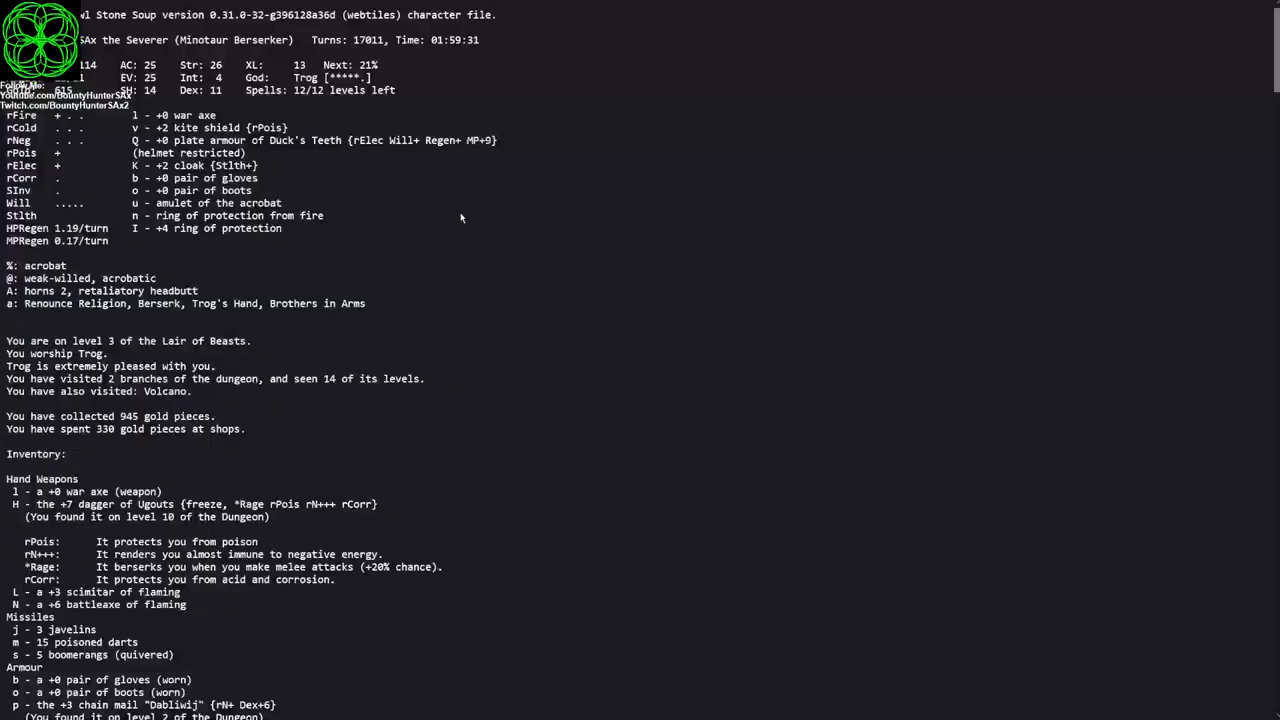 wl Stone Soup version 0.31.0-32-g396128a36d (webtiles) character file.
SAx the Severer (Minotaur Berserker) Turns: 17011, Time: 01:59:31
114 AC: 25 Str: 26 XL: 13 Next: 21%
EV: 25 Int: 4 God: Trog [*****.]
615 SH: 14 Dex: 11 Spells: 12/12 levels left
Follow Me:
Youtube.com/BountyHunterSAx
Twitch.com/BountyHunterSAx2
rFire + . . l - +0 war axe
rCold . . . v - +2 kite shield {rPois}
rNeg . . . Q - +0 plate armour of Duck's Teeth {rElec Will+ Regen+ MP+9}
rPois + (helmet restricted)
rElec + K - +2 cloak {Stlth+}
rCorr . b - +0 pair of gloves
SInv . o - +0 pair of boots
Will ..... u - amulet of the acrobat
Stlth n - ring of protection from fire
HPRegen 1.19/turn I - +4 ring of protection
MPRegen 0.17/turn
%: acrobat
@: weak-willed, acrobatic
A: horns 2, retaliatory headbutt
a: Renounce Religion, Berserk, Trog's Hand, Brothers in Arms
You are on level 3 of the Lair of Beasts.
You worship Trog.
Trog is extremely pleased with you.
You have visited 2 branches of the dungeon, and seen 14 of its levels.
You have also visited: Volcano.
You have collected 945 gold pieces.
You have spent 330 gold pieces at shops.
Inventory:
Hand Weapons
l - a +0 war axe (weapon)
H - the +7 dagger of Ugouts {freeze, *Rage rPois rN+++ rCorr}
(You found it on level 10 of the Dungeon)
rPois: It protects you from poison
rN+++: It renders you almost immune to negative energy.
*Rage: It berserks you when you make melee attacks (+20% chance).
rCorr: It protects you from acid and corrosion.
L - a +3 scimitar of flaming
N - a +6 battleaxe of flaming
Missiles
j - 3 javelins
m - 15 poisoned darts
s - 5 boomerangs (quivered)
Armour
b - a +0 pair of gloves (worn)
o - a +0 pair of boots (worn)
p - the +3 chain mail "Dabliwij" {rN+ Dex+6}
(You found it on level 2 of the Dungeon)